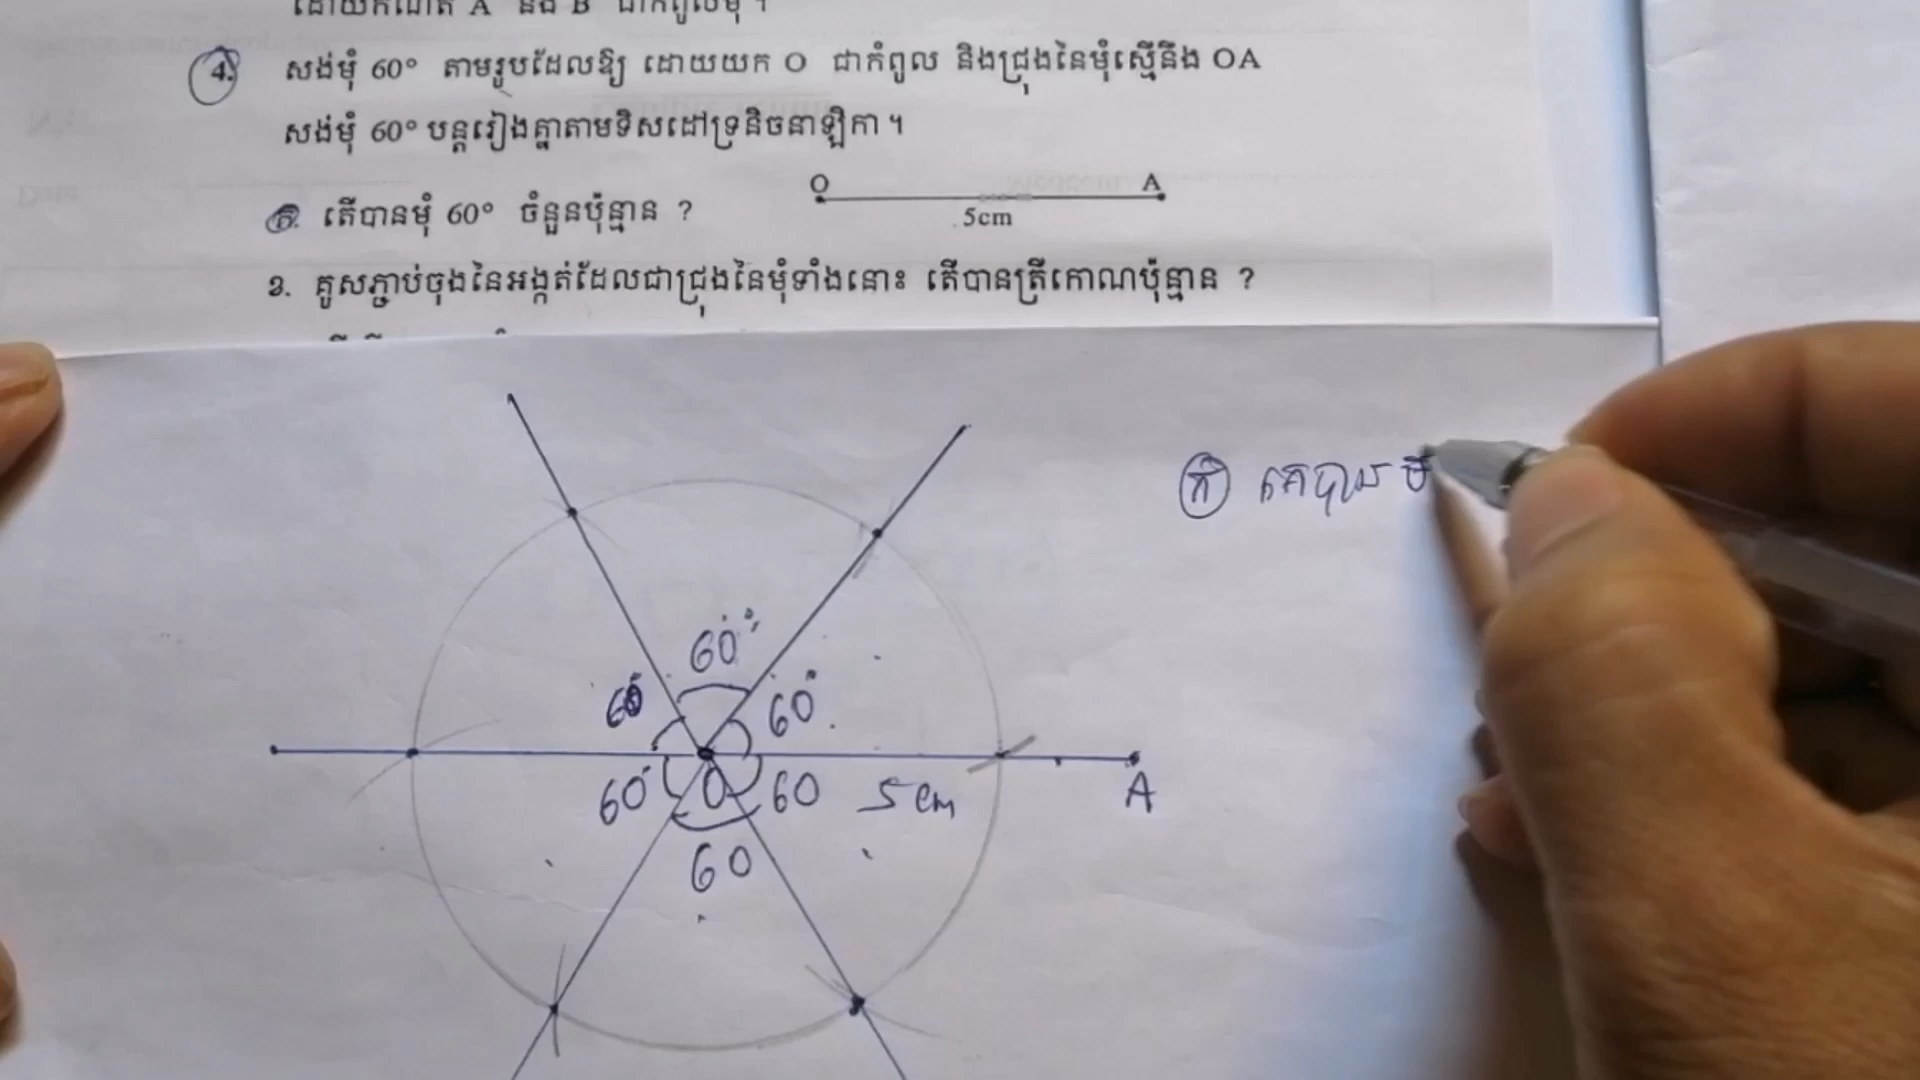 4. សង់មុំ 60° តាមរូបដែលឱ្យ ដោយយក O ជាកំពូល និងជ្រុងនៃមុំស្មើនឹង OA
សង់មុំ 60° បន្តរៀងគ្នាតាមទិសដៅទ្រនិចនាឡិកា ។
ក. តើបានមុំ 60° ចំនួនប៉ុន្មាន ?
O A
5cm
ខ. គូសភ្ជាប់ចុងនៃអង្កត់ដែលជាជ្រុងនៃមុំទាំងនោះ តើបានត្រីកោណប៉ុន្មាន ?
ក គេបាន
60°
60 60°
60° O 60 5 cm A
60